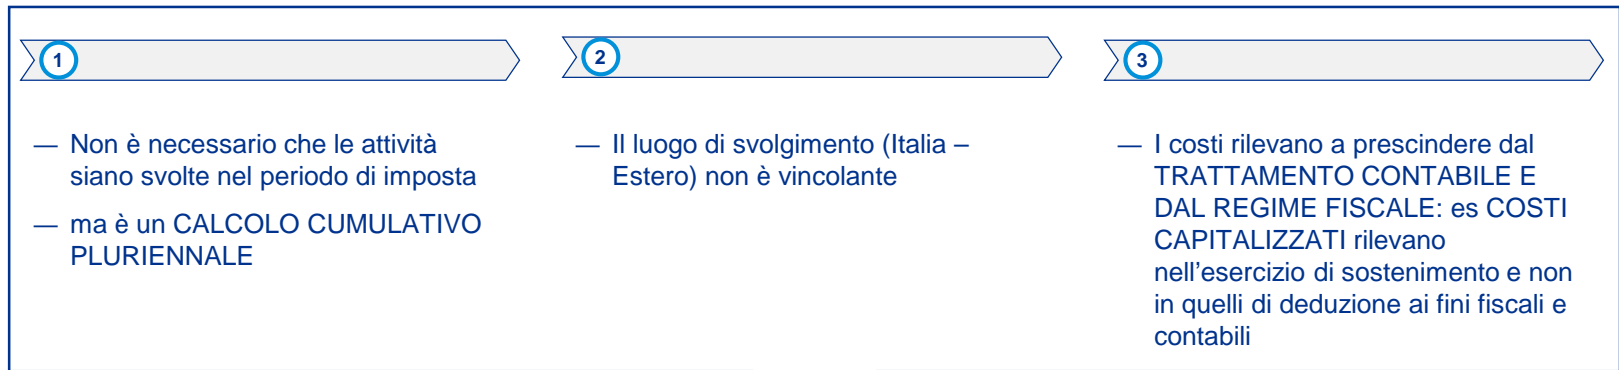 1
— Non è necessario che le attività
siano svolte nel periodo di imposta
— ma è un CALCOLO CUMULATIVO
PLURIENNALE
2
— Il luogo di svolgimento (Italia –
Estero) non è vincolante
3
— I costi rilevano a prescindere dal
TRATTAMENTO CONTABILE E
DAL REGIME FISCALE: es COSTI
CAPITALIZZATI rilevano
nell’esercizio di sostenimento e non
in quelli di deduzione ai fini fiscali e
contabili